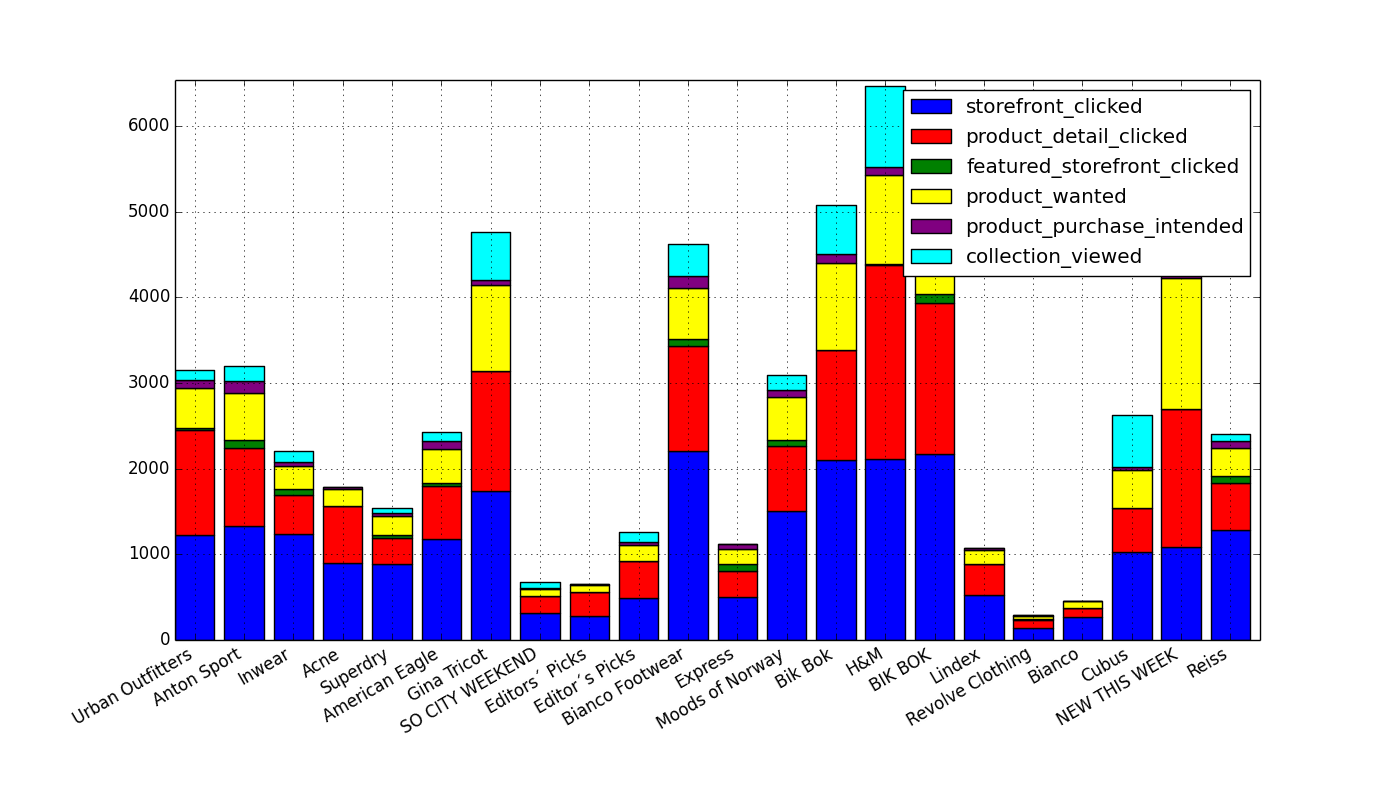 6000
5000
4000
3000
2000
1000
0
storefront_clicked
product_detail_clicked
featured_storefront_clicked
product_wanted
product_purchase_intended
collection_viewed
Urban Outfitters
Anton Sport
Inwear
Acne
Superdry
American Eagle
Gina Tricot
SO CITY WEEKEND
Editors´ Picks
Editor´s Picks
Bianco Footwear
Express
Moods of Norway
Bik Bok
H&M
BIK BOK
Lindex
Revolve Clothing
Bianco
Cubus
NEW THIS WEEK
Reiss